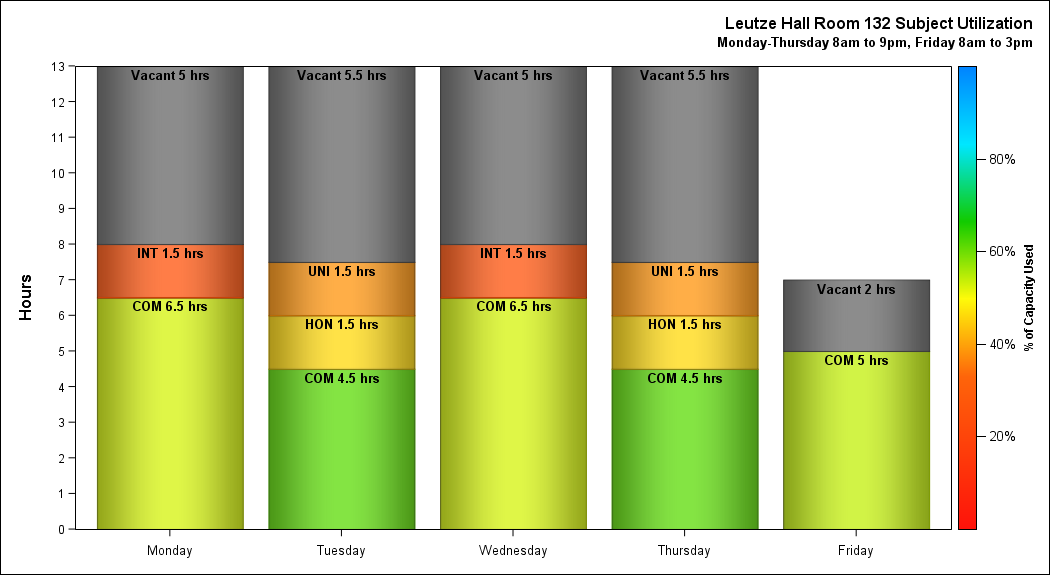 Leutze Hall Room 132 Subject Utilization
Monday-Thursday 8am to 9pm, Friday 8am to 3pm
Hours
13
12
11
10
9
8
7
6
5
4
3
2
1
0
Vacant 5 hrs
INT 1.5 hrs
COM 6.5 hrs
Vacant 5.5 hrs
UNI 1.5 hrs
HON 1.5 hrs
COM 4.5 hrs
Vacant 5 hrs
INT 1.5 hrs
COM 6.5 hrs
Vacant 5.5 hrs
UNI 1.5 hrs
HON 1.5 hrs
COM 4.5 hrs
Vacant 2 hrs
COM 5 hrs
Monday
Tuesday
Wednesday
Thursday
Friday
80%
60%
40%
20%
% of Capacity Used